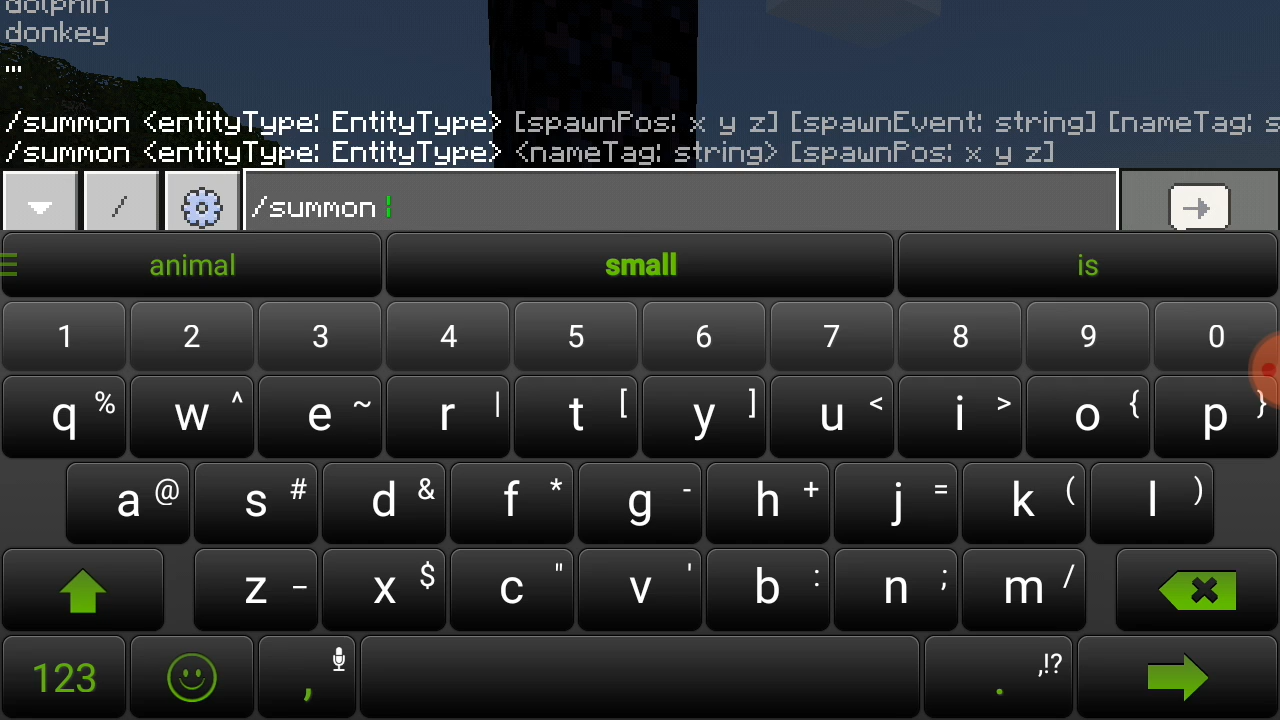 dolphin
donkey
...
/summon <entityType: EntityType> [spawnPos: x y z] [spawnEvent: string] [nameTag: s
/summon <entityType: EntityType> <nameTag: string> [spawnPos: x y z]
/ /summon
animal small is
1 2 3 4 5 6 7 8 9 0
q % w ^ e ~ r | t [ y ] u < i > o { p }
a @ s # d & f * g - h + j = k ( l )
z _ x $ c " v ' b : n ; m /
123 , . ,!?